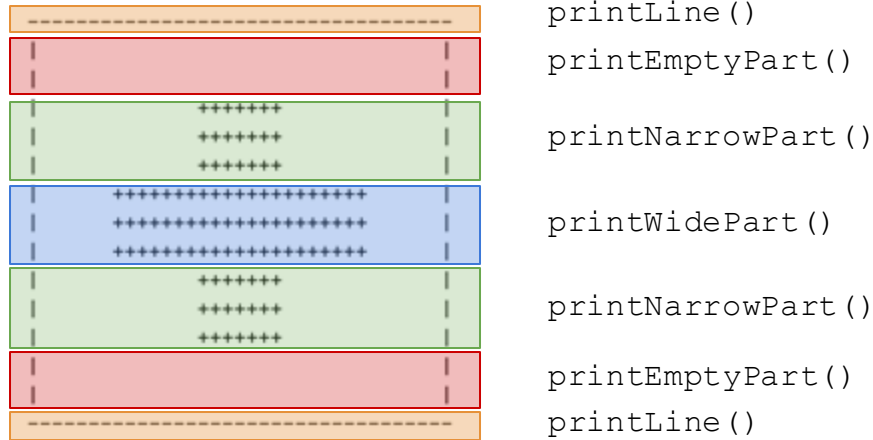 ----------------------------------- printLine()
|                                 |
|                                 | printEmptyPart()
|             +++++++             |
|             +++++++             | printNarrowPart()
|             +++++++             |
|      +++++++++++++++++++++      |
|      +++++++++++++++++++++      | printWidePart()
|      +++++++++++++++++++++      |
|             +++++++             |
|             +++++++             | printNarrowPart()
|             +++++++             |
|                                 | printEmptyPart()
|                                 |
----------------------------------- printLine()